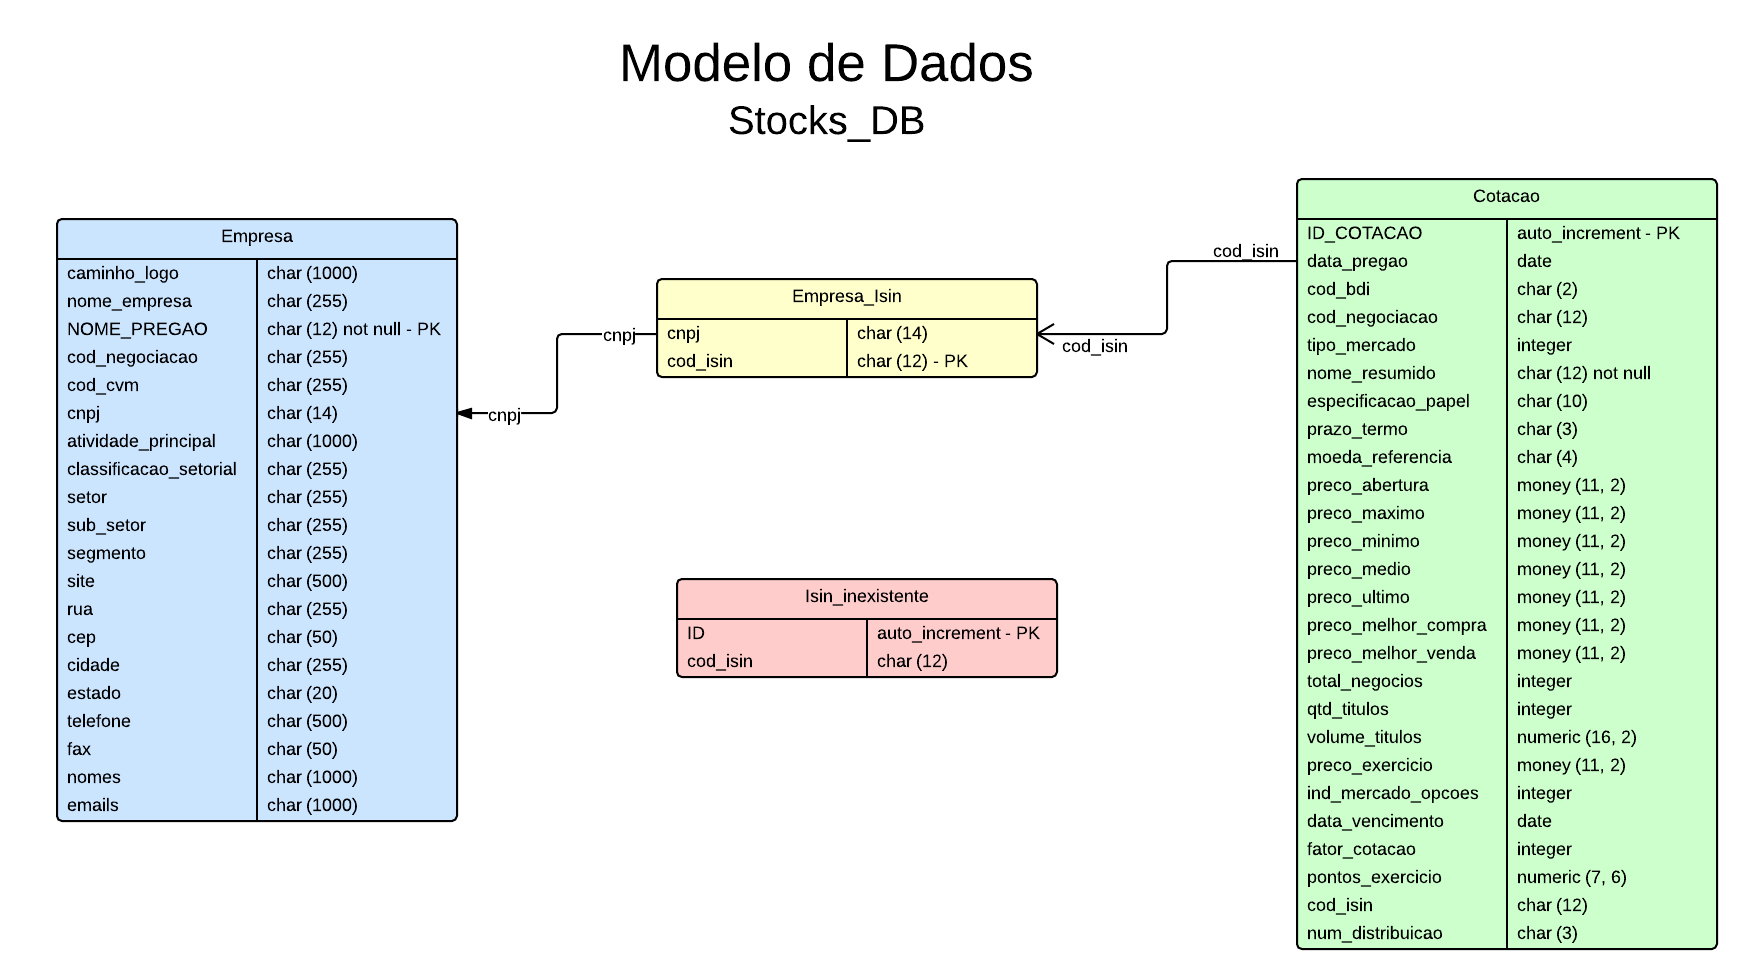 Modelo de Dados
Stocks_DB
Empresa
caminho_logo char (1000)
nome_empresa char (255)
NOME_PREGAO char (12) not null - PK
cod_negociacao char (255)
cod_cvm char (255)
cnpj char (14)
atividade_principal char (1000)
classificacao_setorial char (255)
setor char (255)
sub_setor char (255)
segmento char (255)
site char (500)
rua char (255)
cep char (50)
cidade char (255)
estado char (20)
telefone char (500)
fax char (50)
nomes char (1000)
emails char (1000)
cnpj
cnpj
Empresa_Isin
cnpj char (14)
cod_isin char (12) - PK
cod_isin
cod_isin
Isin_inexistente
ID auto_increment - PK
cod_isin char (12)
Cotacao
ID_COTACAO auto_increment - PK
data_pregao date
cod_bdi char (2)
cod_negociacao char (12)
tipo_mercado integer
nome_resumido char (12) not null
especificacao_papel char (10)
prazo_termo char (3)
moeda_referencia char (4)
preco_abertura money (11, 2)
preco_maximo money (11, 2)
preco_minimo money (11, 2)
preco_medio money (11, 2)
preco_ultimo money (11, 2)
preco_melhor_compra money (11, 2)
preco_melhor_venda money (11, 2)
total_negocios integer
qtd_titulos integer
volume_titulos numeric (16, 2)
preco_exercicio money (11, 2)
ind_mercado_opcoes integer
data_vencimento date
fator_cotacao integer
pontos_exercicio numeric (7, 6)
cod_isin char (12)
num_distribuicao char (3)